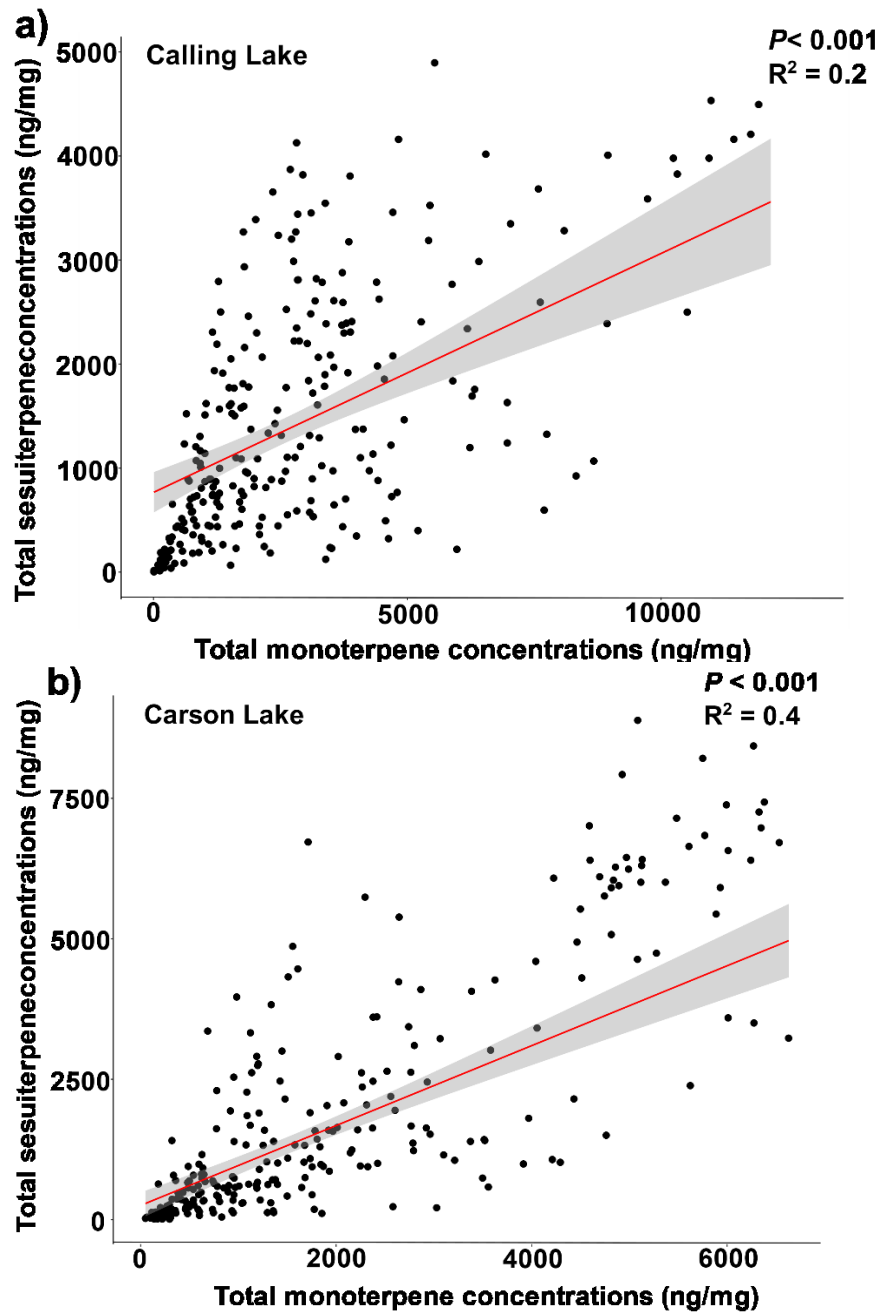 a)
Calling Lake
P< 0.001
R² = 0.2
Total sesuiterpeneconcentrations (ng/mg)
5000
4000
3000
2000
1000
0
0 5000 10000
Total monoterpene concentrations (ng/mg)
b)
Carson Lake
P < 0.001
R² = 0.4
Total sesuiterpeneconcentrations (ng/mg)
7500
5000
2500
0
0 2000 4000 6000
Total monoterpene concentrations (ng/mg)